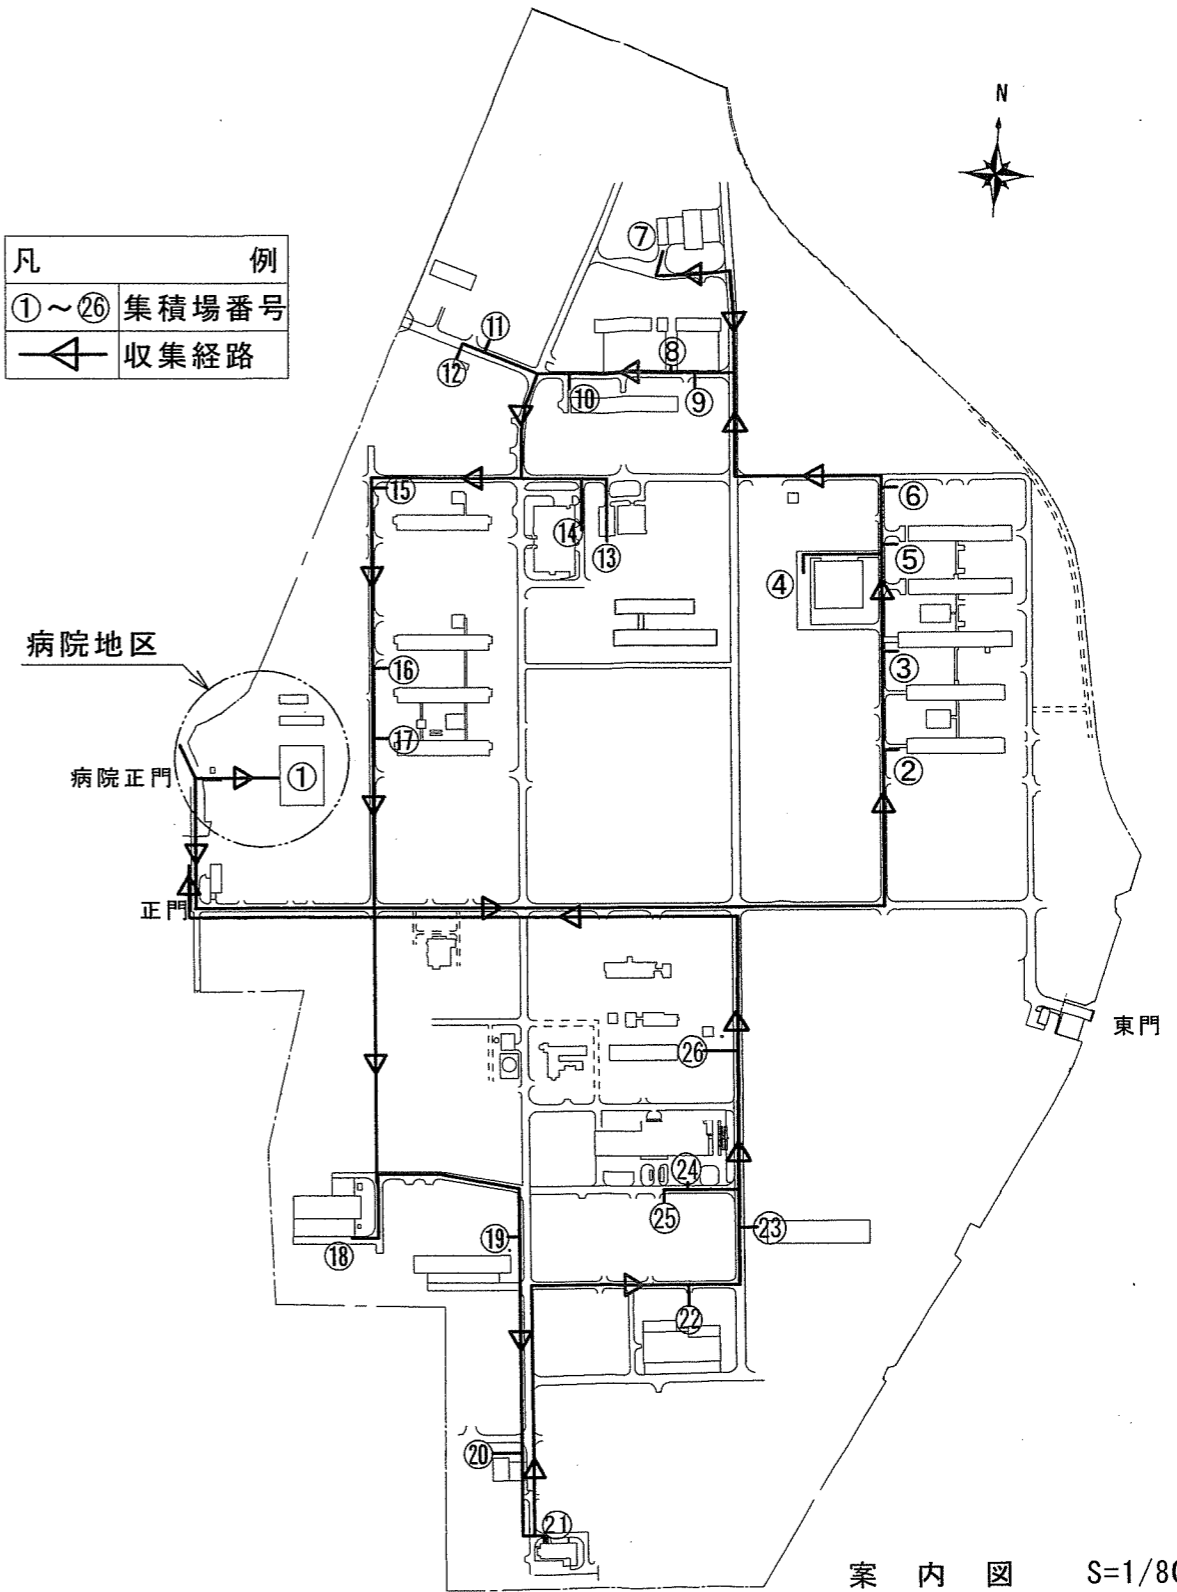 N
凡 例
①～㉖ 集積場番号
収集経路
⑦
⑪
⑧
⑫
⑩
⑨
⑮
⑥
⑭
⑬
⑤
④
病院地区
③
⑯
⑰
病院正門
①
②
正門
東門
㉖
㉔
㉕
㉓
⑲
⑱
㉒
⑳
㉑
案 内 図 S=1/80